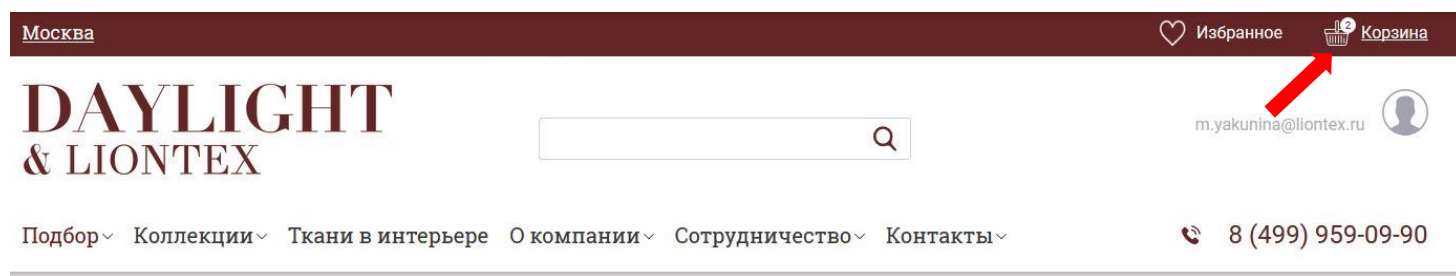 Москва Избранное 2 Корзина
DAYLIGHT
& LIONTEX
m.yakunina@liontex.ru
Подбор Коллекции Ткани в интерьере О компании Сотрудничество Контакты 8 (499) 959-09-90